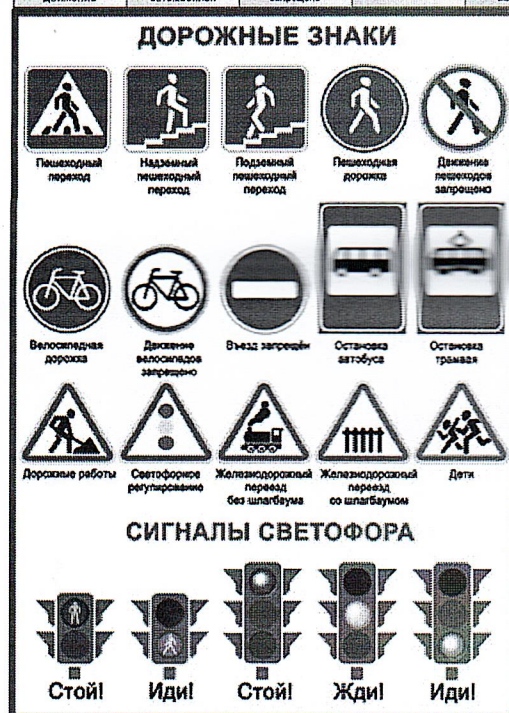 ДОРОЖНЫЕ ЗНАКИ
Пешеходный переход
Надземный пешеходный переход
Подземный пешеходный переход
Пешеходная дорожка
Движение пешеходов запрещено
Велосипедная дорожка
Движение велосипедов запрещено
Въезд запрещён
Остановка автобуса
Остановка трамвая
Дорожные работы
Светофорное регулирование
Железнодорожный переезд без шлагбаума
Железнодорожный переезд со шлагбаумом
Дети
СИГНАЛЫ СВЕТОФОРА
Стой!
Иди!
Стой!
Жди!
Иди!